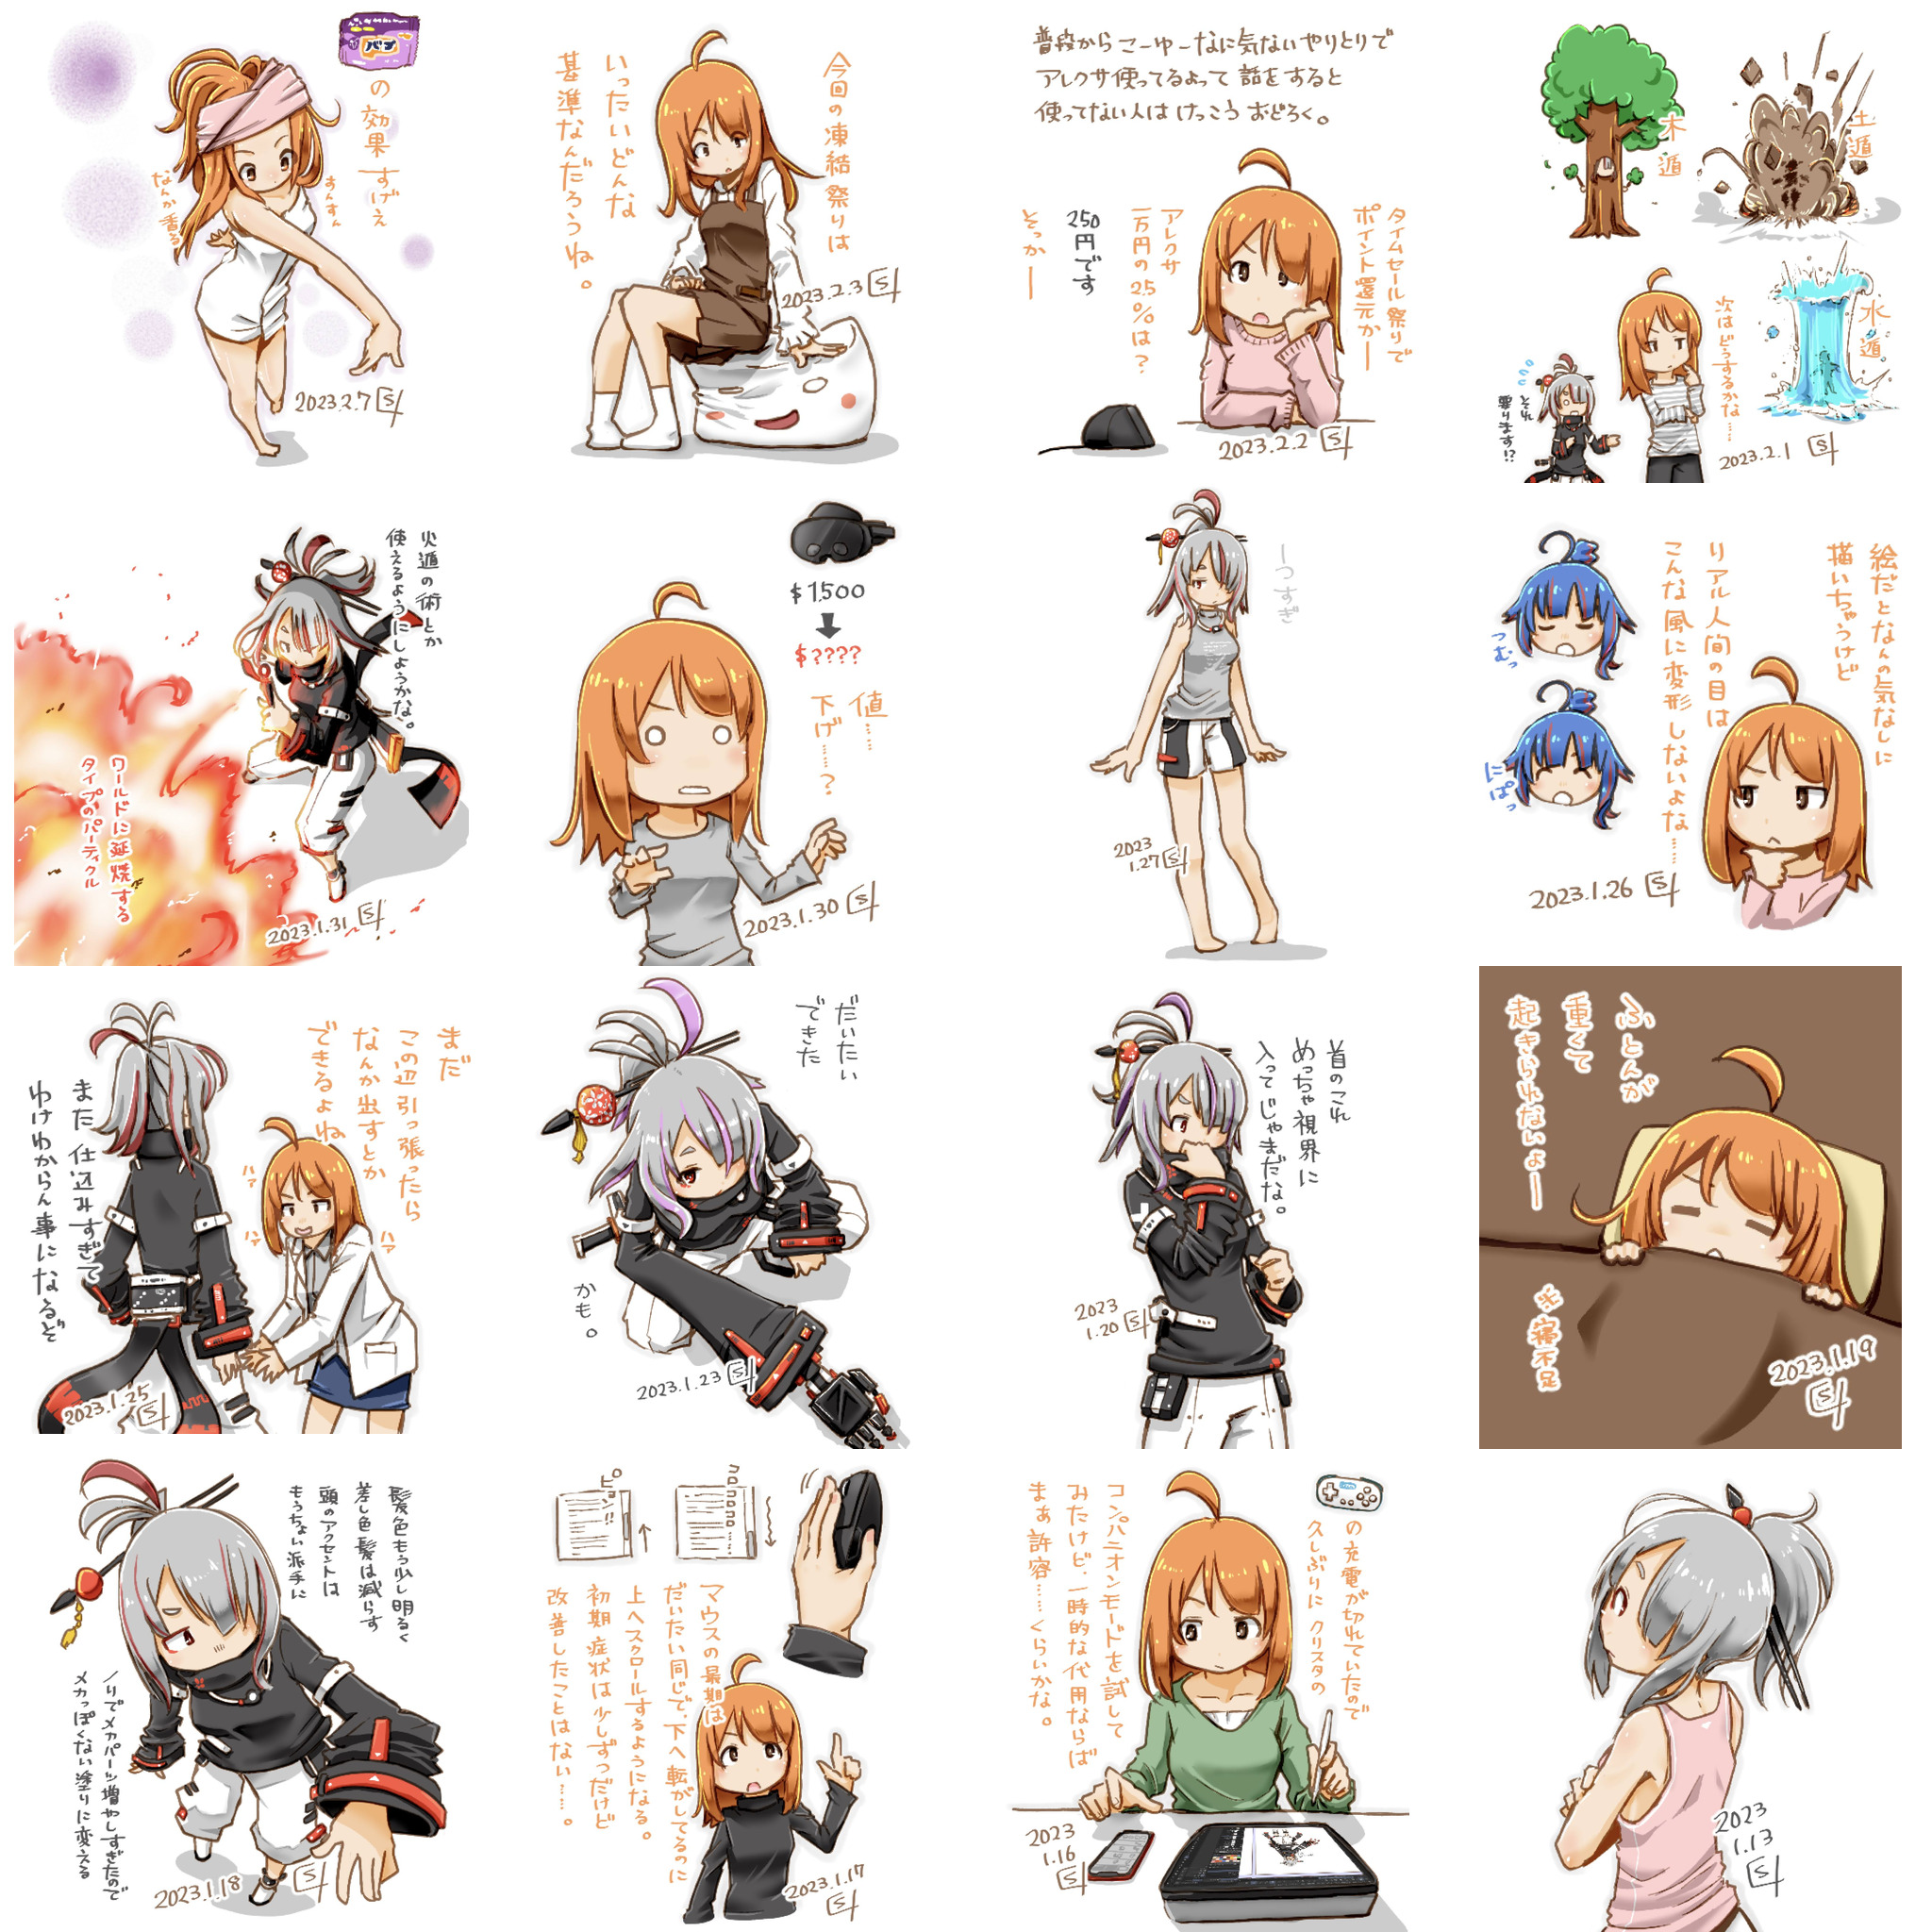 バブ
の効果すげえ
すんすん
なんか香る
2023.2.7
今回の凍結祭りは
いったいどんな
基準なんだろうね。
2023.2.3
普段からこーゆーなに気ないやりとりで
アレクサ使ってるよって話をすると
使ってない人はけっこうおどろく。
タイムセール祭りで
ポイント還元かー
アレクサ
一万円の2.5%は?
250円です
そっかー
2023.2.2
木遁
土遁
水遁
次はどうするかな……
それ
要ります!?
2023.2.1
火遁の術とか
使えるようにしようかな。
ワールドに延焼する
タイプのパーティクル
2023.1.31
$1500
$????
値……
下げ……?
2023.1.30
ーつすぎ
2023
1.27
絵だとなんの気なしに
描いちゃうけど
リアル人間の目は
こんな風に変形しないよな……
つむっ
にぱっ
2023.1.26
まだ
この辺引っ張ったら
なんか出すとか
できるよね
ハァ
ハァ
ハァ
また仕込みすぎて
わけわからん事になるぞ
2023.1.25
だいたい
できた
かも。
2023.1.23
首のこれ
めっちゃ視界に
入ってじゃまだな。
2023
1.20
ふとんが
重くて
起きられないよー
※寝不足
2023.1.19
髪色もう少し明るく
差し色髪は減らす
頭のアクセントは
もうちょい派手に
ノリでメカパーツ増やしすぎたので
メカっぽくない塗りに変える
2023.1.18
ピョン
マウスの最期は
だいたい同じで、下へ転がしてるのに
上へスクロールするようになる。
初期症状は少しずつだけど
改善したことはない……。
2023.1.17
の充電が切れていたので
久しぶりにクリスタの
コンパニオンモードを試して
みたけど、一時的な代用ならば
まぁ許容……くらいかな。
2023
1.16
2023
1.13